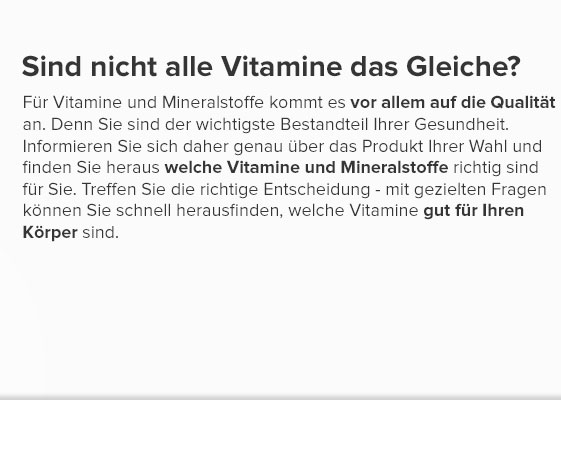 Sind nicht alle Vitamine das Gleiche?
Für Vitamine und Mineralstoffe kommt es vor allem auf die Qualität
an. Denn Sie sind der wichtigste Bestandteil Ihrer Gesundheit.
Informieren Sie sich daher genau über das Produkt Ihrer Wahl und
finden Sie heraus welche Vitamine und Mineralstoffe richtig sind
für Sie. Treffen Sie die richtige Entscheidung - mit gezielten Fragen
können Sie schnell herausfinden, welche Vitamine gut für Ihren
Körper sind.